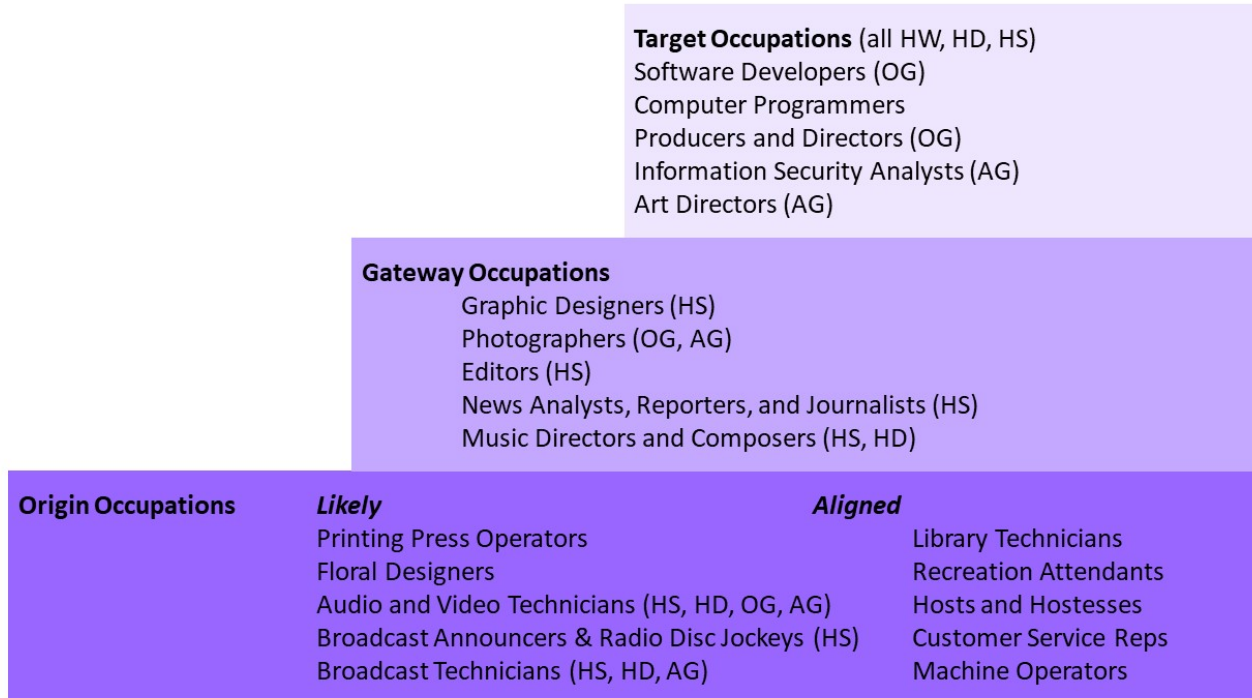 Target Occupations (all HW, HD, HS)
Software Developers (OG)
Computer Programmers
Producers and Directors (OG)
Information Security Analysts (AG)
Art Directors (AG)
Gateway Occupations
Graphic Designers (HS)
Photographers (OG, AG)
Editors (HS)
News Analysts, Reporters, and Journalists (HS)
Music Directors and Composers (HS, HD)
Origin Occupations Likely Aligned
Printing Press Operators Library Technicians
Floral Designers Recreation Attendants
Audio and Video Technicians (HS, HD, OG, AG) Hosts and Hostesses
Broadcast Announcers & Radio Disc Jockeys (HS) Customer Service Reps
Broadcast Technicians (HS, HD, AG) Machine Operators